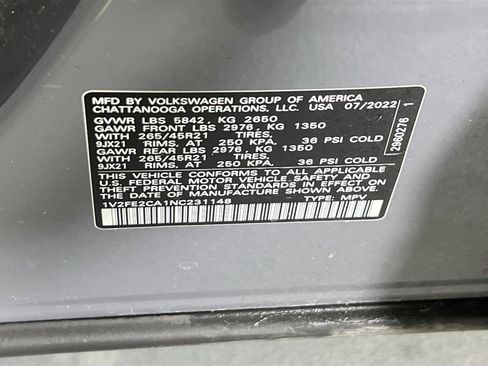 MFD BY VOLKSWAGEN GROUP OF AMERICA
CHATTANOOGA OPERATIONS, LLC. USA 07/2022
GVWR LBS 5842, KG 2650
GAWR FRONT LBS 2976, KG 1350
WITH 265/45R21 TIRES,
9JX21 RIMS, AT 250 KPA. 36 PSI COLD
GAWR REAR LBS 2976, KG 1350
WITH 265/45R21 TIRES,
9JX21 RIMS, AT 250 KPA. 36 PSI COLD
THIS VEHICLE CONFORMS TO ALL APPLICABLE
U.S. FEDERAL MOTOR VEHICLE SAFETY AND
THEFT PREVENTION STANDARDS IN EFFECT ON
THE DATE OF MANUFACTURE SHOWN ABOVE.
1V2FE2CA1NC231148 TYPE: MPV
2960276 1